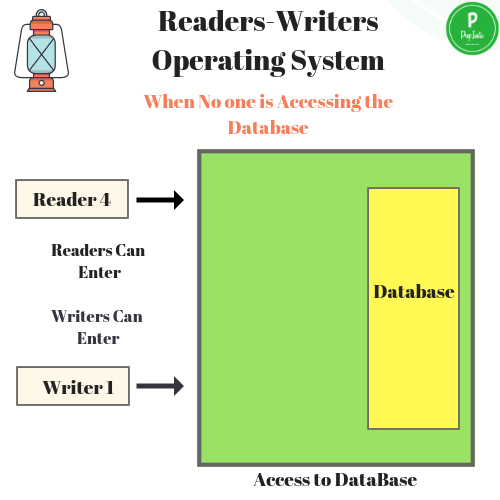 Readers-Writers
Operating System
P
When No one is Accessing the
Database
Reader 4
Readers Can
Enter
Writers Can
Enter
Writer 1
Database
Access to DataBase